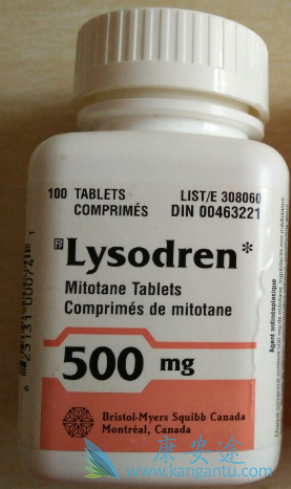 100 TABLETS
COMPRIMÉS
LIST/E 308060
DIN 00463221
℞Lysodren*
Mitotane Tablets
Comprimés de mitotane
500 mg
Bristol-Myers Squibb Canada
Montréal, Canada
Agent antinéoplasique
康安途
www.kangantu.com